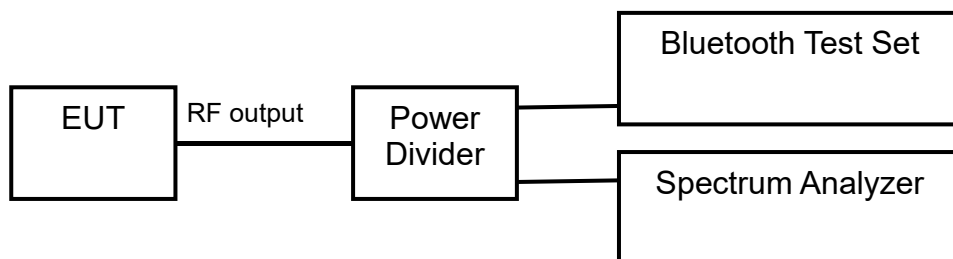 Bluetooth Test Set
EUT
RF output
Power
Divider
Spectrum Analyzer